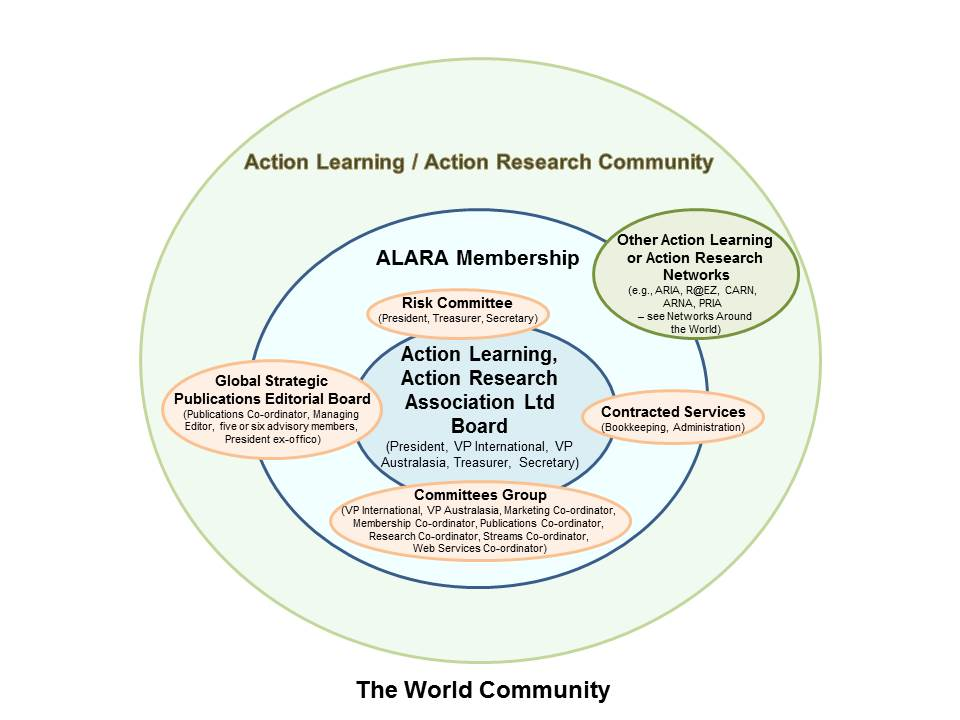 Action Learning / Action Research Community
ALARA Membership
Other Action Learning
or Action Research
Networks
(e.g., ARIA, R@EZ, CARN,
ARNA, PRIA
– see Networks Around
the World)
Risk Committee
(President, Treasurer, Secretary)
Action Learning,
Action Research
Association Ltd
Board
(President, VP International, VP
Australasia, Treasurer, Secretary)
Global Strategic
Publications Editorial Board
(Publications Co-ordinator, Managing
Editor, five or six advisory members,
President ex-offico)
Contracted Services
(Bookkeeping, Administration)
Committees Group
(VP International, VP Australasia, Marketing Co-ordinator,
Membership Co-ordinator, Publications Co-ordinator,
Research Co-ordinator, Streams Co-ordinator,
Web Services Co-ordinator)
The World Community